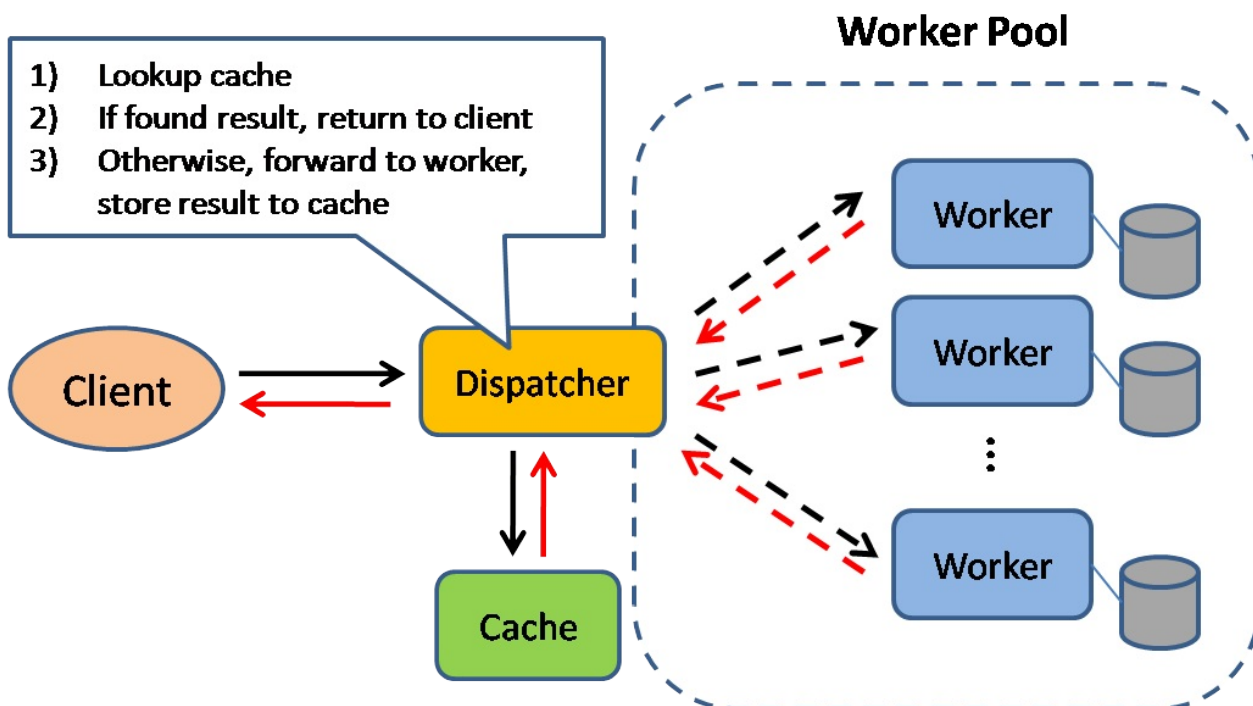 Worker Pool
1) Lookup cache
2) If found result, return to client
3) Otherwise, forward to worker,
store result to cache
Worker
Client
Dispatcher
Worker
...
Cache
Worker